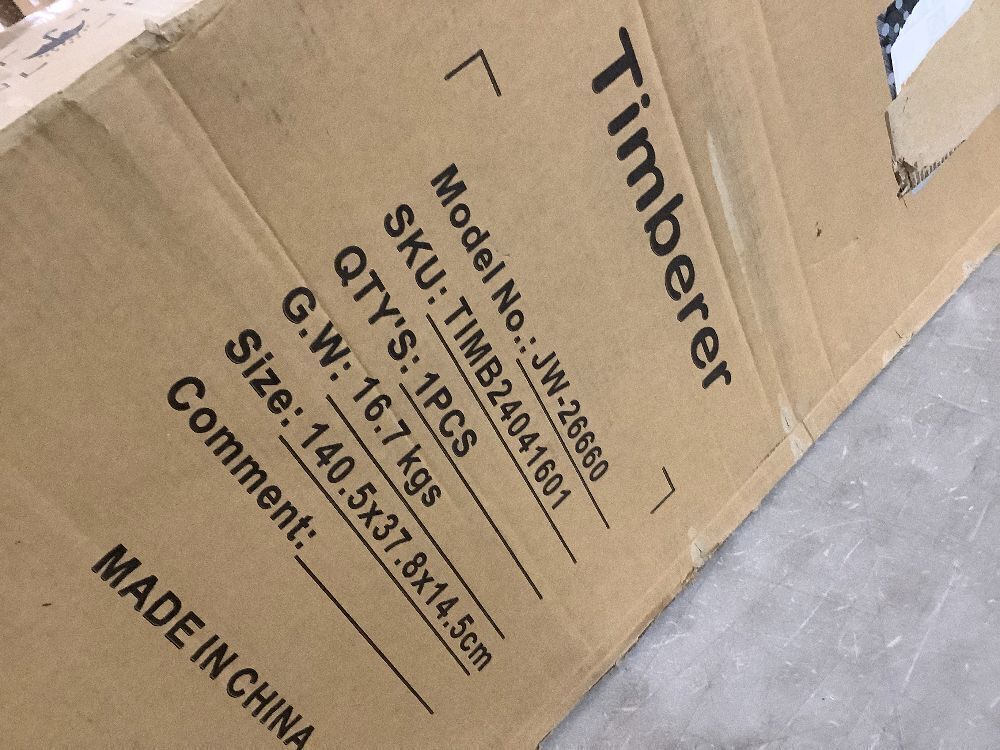 Timberer
Model No.: JW-26660
SKU: TIMB24041601
QTY'S: 1PCS
G.W: 16.7 kgs
Size: 140.5x37.8x14.5cm
Comment:
MADE IN CHINA